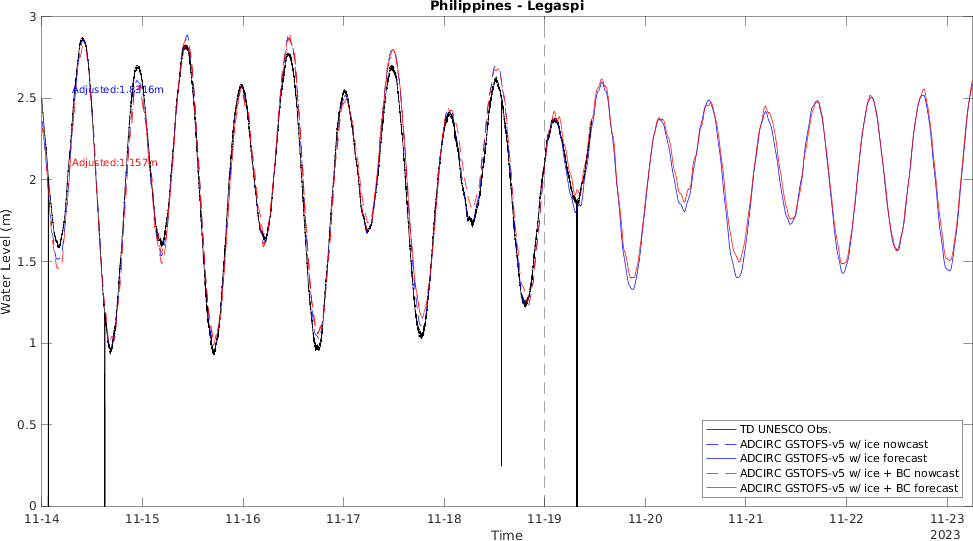 Philippines - Legaspi
3
2.5
2
1.5
1
0.5
0
Water Level (m)
Adjusted:1.8316m
Adjusted:1.157m
TD UNESCO Obs.
ADCIRC GSTOFS-v5 w/ ice nowcast
ADCIRC GSTOFS-v5 w/ ice forecast
ADCIRC GSTOFS-v5 w/ ice + BC nowcast
ADCIRC GSTOFS-v5 w/ ice + BC forecast
11-14 11-15 11-16 11-17 11-18 11-19 11-20 11-21 11-22 11-23
Time
2023